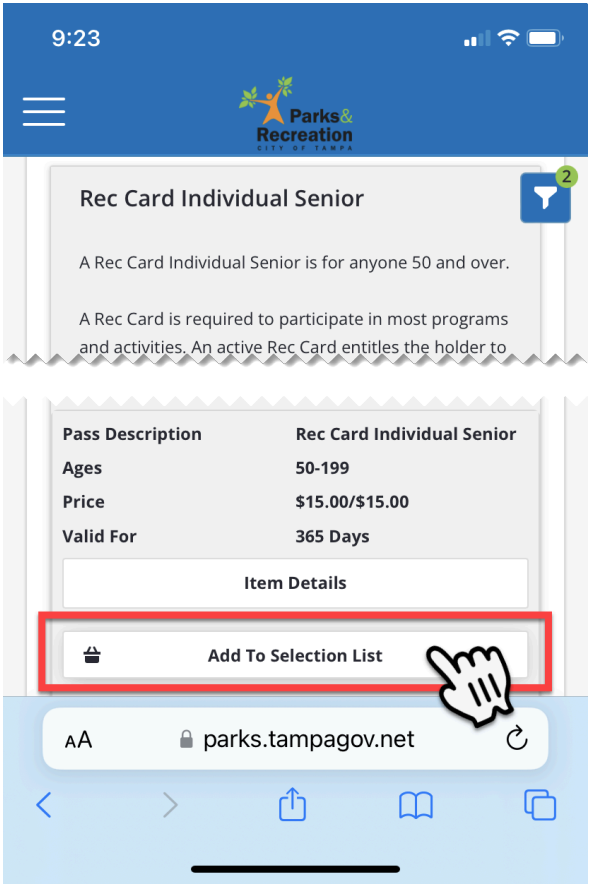 9:23
Parks&
Recreation
CITY OF TAMPA
2
Rec Card Individual Senior
A Rec Card Individual Senior is for anyone 50 and over.
A Rec Card is required to participate in most programs
and activities. An active Rec Card entitles the holder to
Pass Description Rec Card Individual Senior
Ages 50-199
Price $15.00/$15.00
Valid For 365 Days
Item Details
Add To Selection List
AA parks.tampagov.net